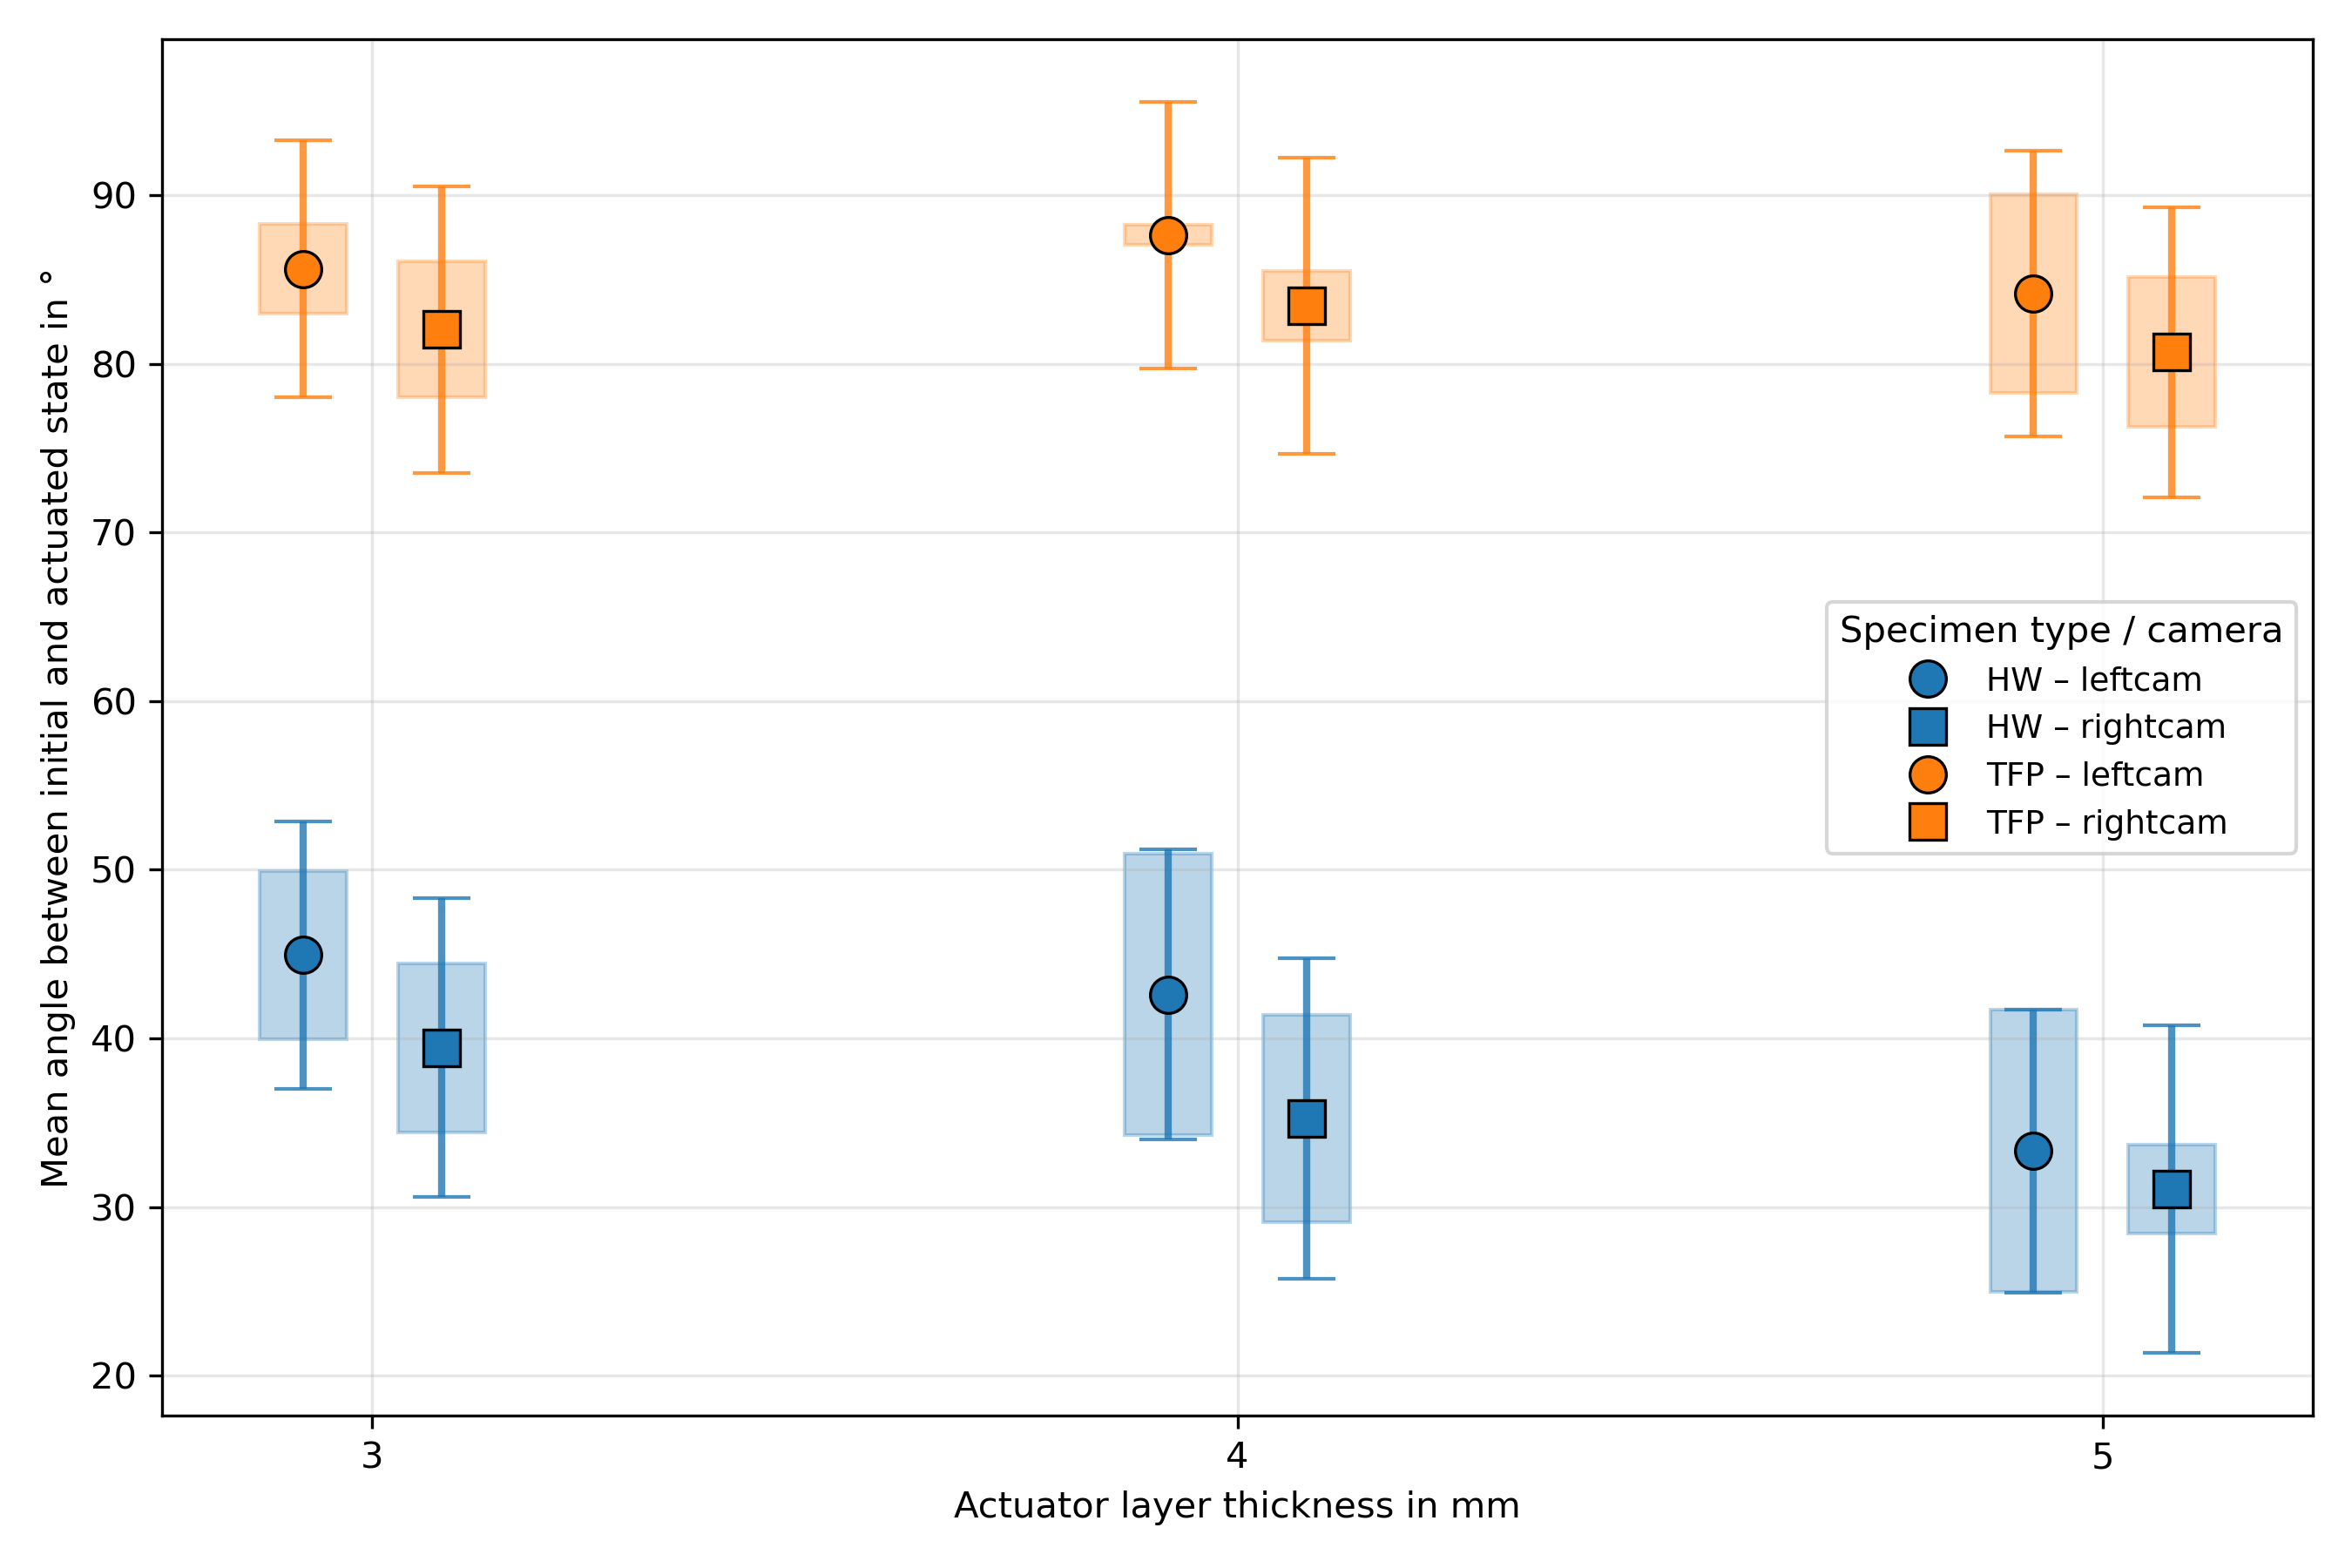 90
80
70
60
50
40
30
20
Mean angle between initial and actuated state in °
Specimen type / camera
HW – leftcam
HW – rightcam
TFP – leftcam
TFP – rightcam
3
4
5
Actuator layer thickness in mm